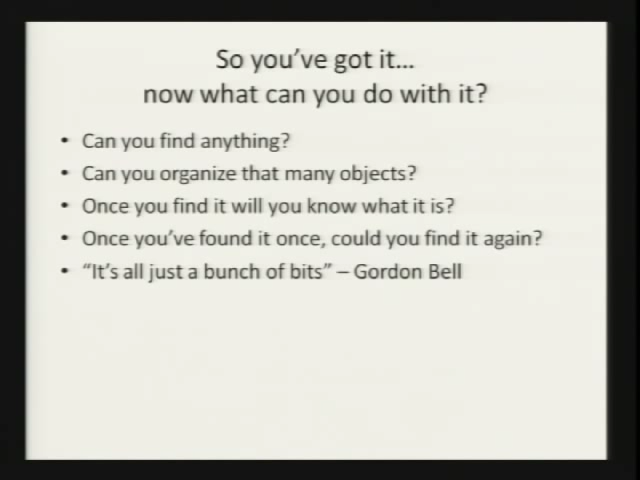 So you've got it...
now what can you do with it?
• Can you find anything?
• Can you organize that many objects?
• Once you find it will you know what it is?
• Once you've found it once, could you find it again?
• “It's all just a bunch of bits” – Gordon Bell